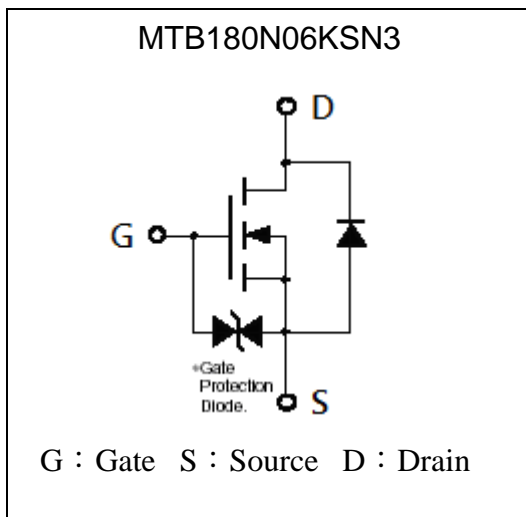 MTB180N06KSN3
D
G
*Gate
Protection
Diode.
S
G：Gate S：Source D：Drain